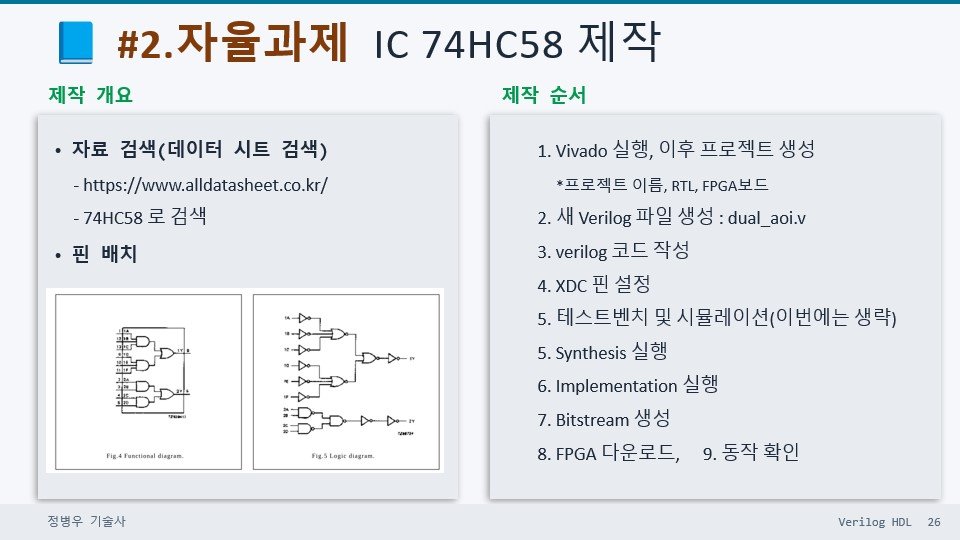 #2.자율과제 IC 74HC58 제작
제작 개요
• 자료 검색(데이터 시트 검색)
- https://www.alldatasheet.co.kr/
- 74HC58 로 검색
• 핀 배치
Fig.4 Functional diagram.
Fig.5 Logic diagram.
제작 순서
1. Vivado 실행, 이후 프로젝트 생성
*프로젝트 이름, RTL, FPGA보드
2. 새 Verilog 파일 생성 : dual_aoi.v
3. verilog 코드 작성
4. XDC 핀 설정
5. 테스트벤치 및 시뮬레이션(이번에는 생략)
5. Synthesis 실행
6. Implementation 실행
7. Bitstream 생성
8. FPGA 다운로드, 9. 동작 확인
정병우 기술사
Verilog HDL 26